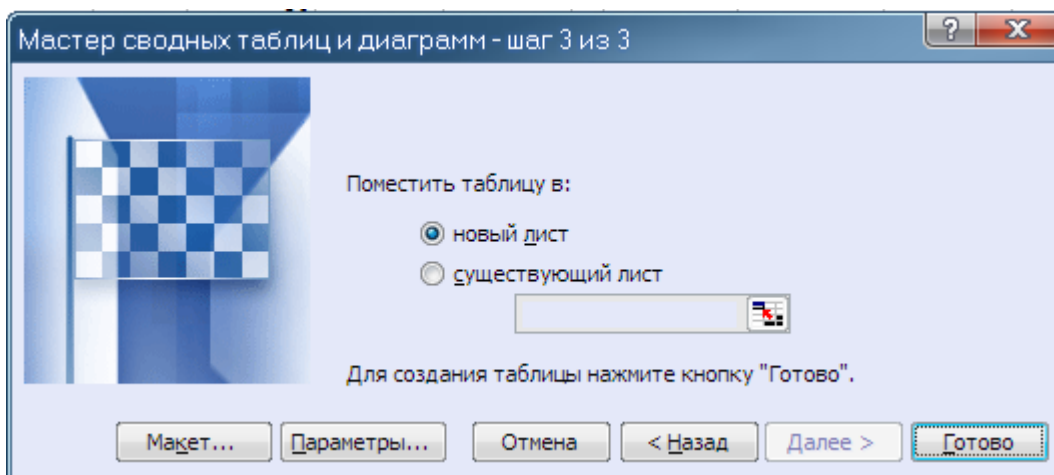 Мастер сводных таблиц и диаграмм - шаг 3 из 3
Поместить таблицу в:
новый лист
существующий лист
Для создания таблицы нажмите кнопку "Готово".
Макет... Параметры... Отмена < Назад Далее > Готово